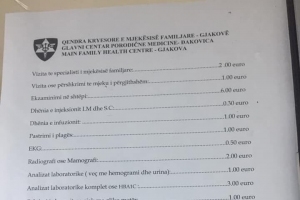 QENDRA KRYESORE E MJEKËSISË FAMILJARE - GJAKOVË
GLAVNI CENTAR PORODIČNE MEDICINE - ĐAKOVICA
MAIN FAMILY HEALTH CENTRE - GJAKOVA
Vizita te specialisti i mjekësisë familjare 2.00 euro
Vizita ose përsëritja te mjeku i përgjithshëm 1.00 euro
Ekzaminimi në shtëpi 6.00 euro
Dhënia e injeksionit I.M dhe S.C 0.50 euro
Dhënia e infuzionit 1.00 euro
Pastrimi i plagës 1.00 euro
EKG 0.50 euro
Radiografi ose Mamografi 2.00 euro
Analizat laboratorike ( veç me hemogrami dhe urina) 1.00 euro
Analizat laboratorike komplet ose HBA1C 3.00 euro
1.00 euro